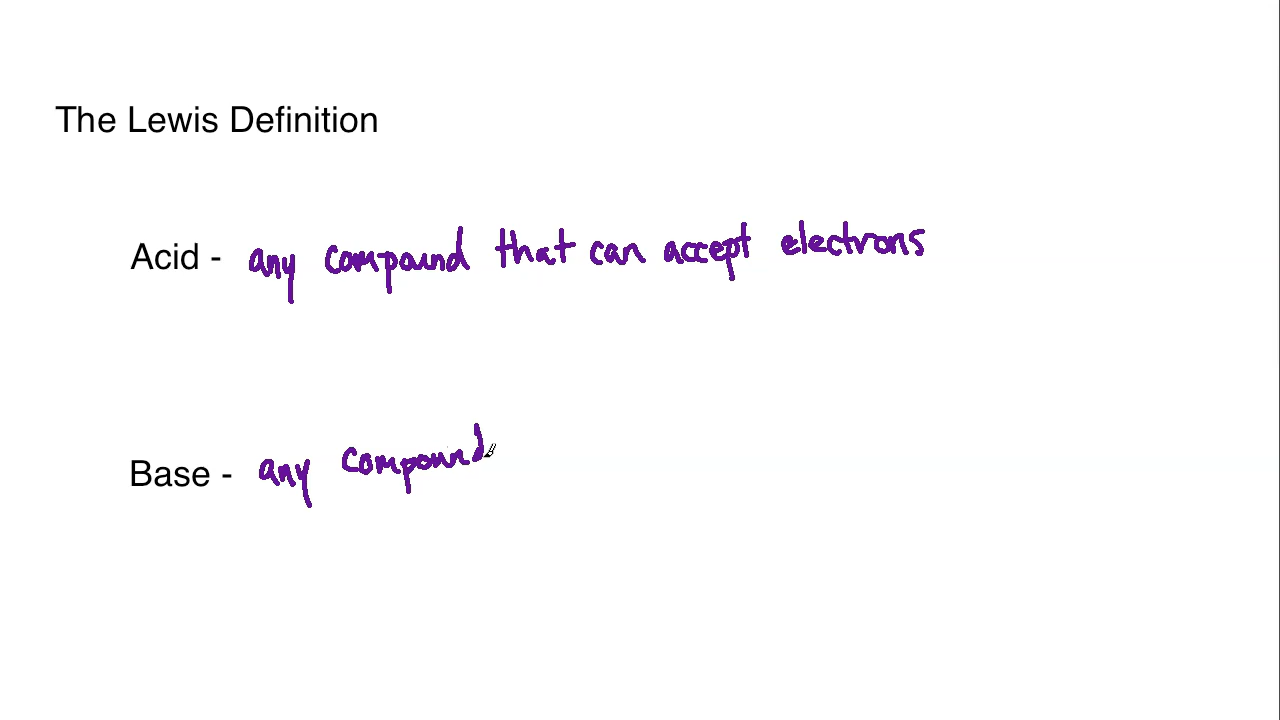 The Lewis Definition
Acid - any compound that can accept electrons
Base - any compound